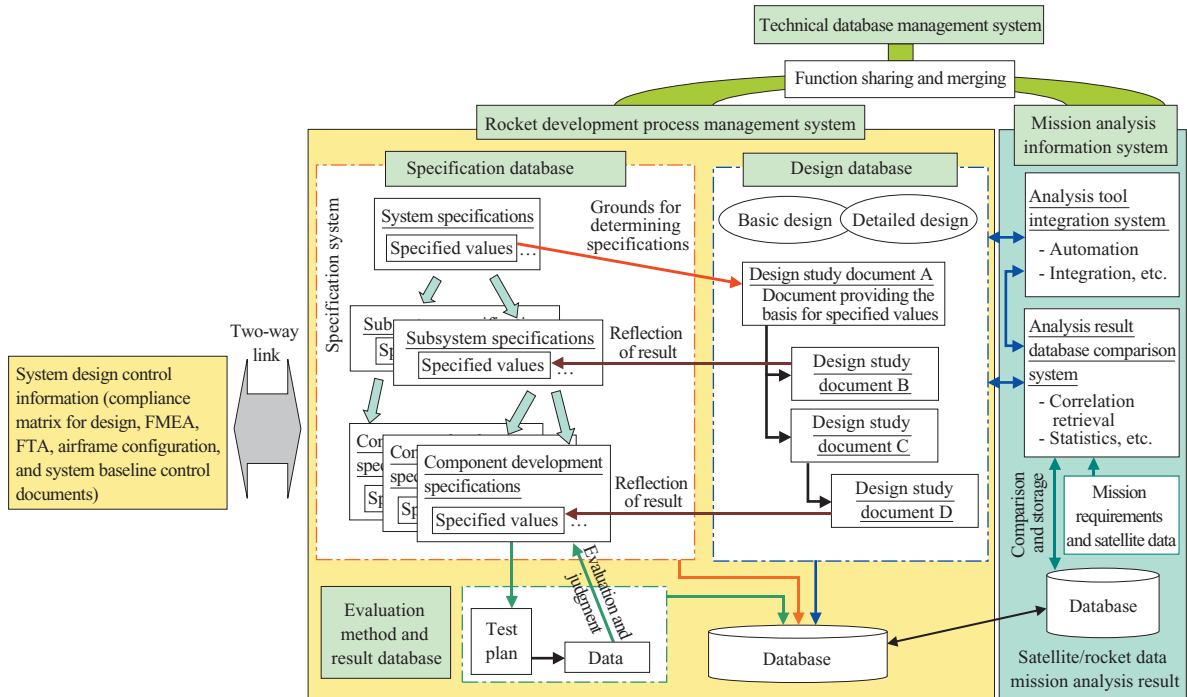 Technical database management system
Function sharing and merging
Rocket development process management system
Mission analysis
information system
Specification database
Design database
Specification system
System specifications
Specified values
...
Grounds for
determining
specifications
Basic design
Detailed design
Analysis tool
integration system
- Automation
- Integration, etc.
Design study document A
Document providing the
basis for specified values
Subsystem specifications
Specified values
...
Reflection
of result
Design study
document B
Analysis result
database comparison
system
- Correlation
retrieval
- Statistics, etc.
Two-way
link
System design control
information (compliance
matrix for design, FMEA,
FTA, airframe configuration,
and system baseline control
documents)
Design study
document C
Component development
specifications
Specified values
...
Reflection
of result
Design study
document D
Comparison
and storage
Mission
requirements
and satellite data
Evaluation and
judgment
Evaluation
method and
result database
Test
plan
Data
Database
Database
Satellite/rocket data
mission analysis result